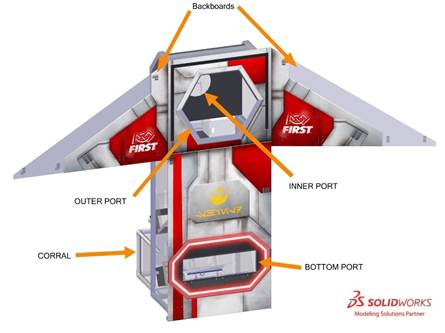 Backboards
FIRST
FIRST
OUTER PORT
INNER PORT
CORRAL
BOTTOM PORT
SOLIDWORKS
Modeling Solutions Partner